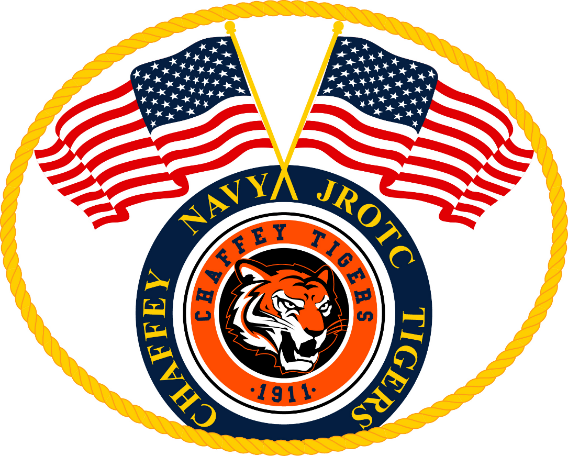 CHAFFEY NAVY JROTC TIGERS
CHAFFEY TIGERS
·1911·